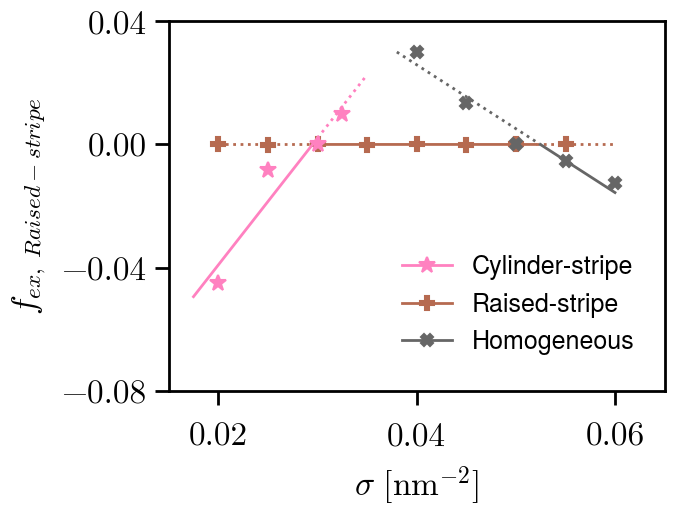 0.04
0.00
−0.04
−0.08
f_{ex, Raised−stripe}
Cylinder-stripe
Raised-stripe
Homogeneous
0.02 0.04 0.06
σ [nm⁻²]